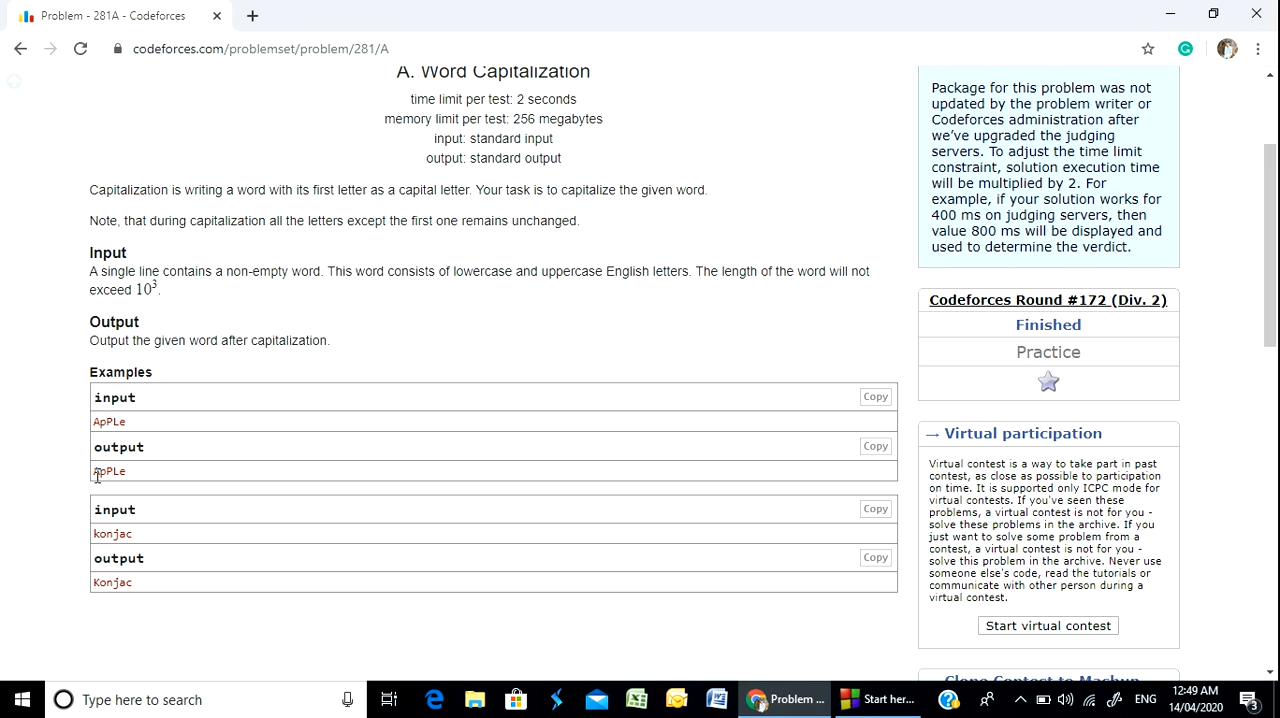 Problem - 281A - Codeforces
codeforces.com/problemset/problem/281/A
A. Word Capitalization
time limit per test: 2 seconds
memory limit per test: 256 megabytes
input: standard input
output: standard output
Capitalization is writing a word with its first letter as a capital letter. Your task is to capitalize the given word.
Note, that during capitalization all the letters except the first one remains unchanged.
Input
A single line contains a non-empty word. This word consists of lowercase and uppercase English letters. The length of the word will not
exceed 10³.
Output
Output the given word after capitalization.
Examples
input
Copy
ApPLe
output
Copy
ApPLe
input
Copy
konjac
output
Copy
Konjac
Package for this problem was not
updated by the problem writer or
Codeforces administration after
we've upgraded the judging
servers. To adjust the time limit
constraint, solution execution time
will be multiplied by 2. For
example, if your solution works for
400 ms on judging servers, then
value 800 ms will be displayed and
used to determine the verdict.
Codeforces Round #172 (Div. 2)
Finished
Practice
→ Virtual participation
Virtual contest is a way to take part in past
contest, as close as possible to participation
on time. It is supported only ICPC mode for
virtual contests. If you've seen these
problems, a virtual contest is not for you -
solve these problems in the archive. If you
just want to solve some problem from a
contest, a virtual contest is not for you -
solve this problem in the archive. Never use
someone else's code, read the tutorials or
communicate with other person during a
virtual contest.
Start virtual contest
Clone Contest to Mashup
Type here to search
Problem ...
Start her...
ENG
12:49 AM
14/04/2020
3